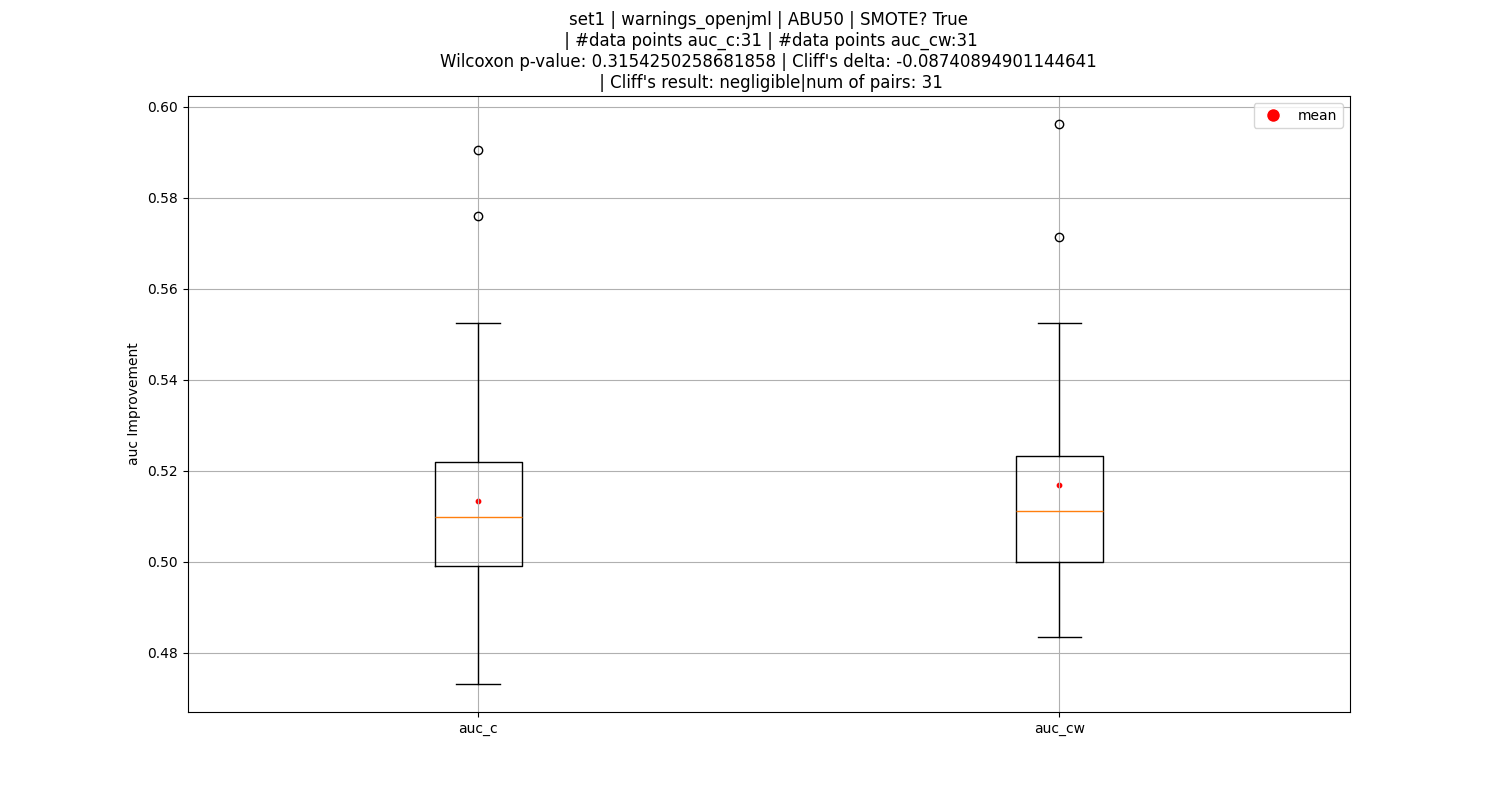 set1 | warnings_openjml | ABU50 | SMOTE? True
| #data points auc_c:31 | #data points auc_cw:31
Wilcoxon p-value: 0.3154250258681858 | Cliff's delta: -0.08740894901144641
| Cliff's result: negligible|num of pairs: 31
mean
0.60
0.58
0.56
0.54
0.52
0.50
0.48
auc Improvement
auc_c
auc_cw